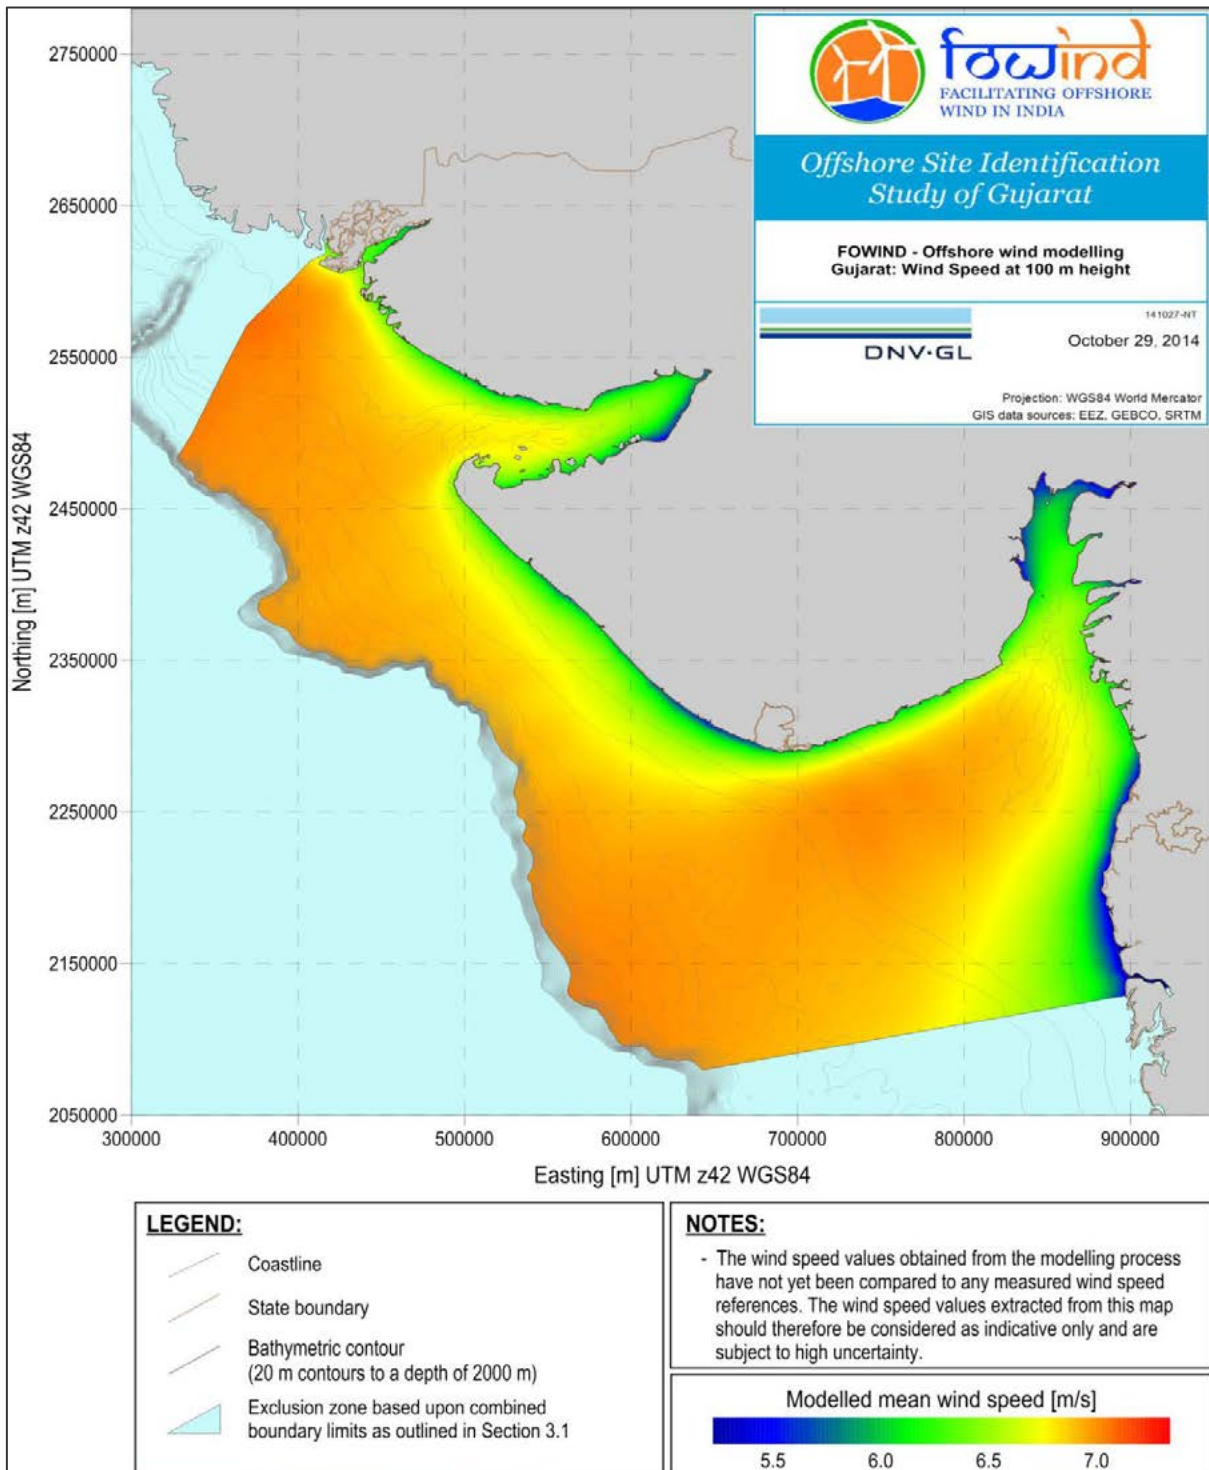 fowind
FACILITATING OFFSHORE
WIND IN INDIA
Offshore Site Identification
Study of Gujarat
FOWIND - Offshore wind modelling
Gujarat: Wind Speed at 100 m height
141027-NT
DNV·GL
October 29, 2014
Projection: WGS84 World Mercator
GIS data sources: EEZ, GEBCO, SRTM
Northing [m] UTM z42 WGS84
2750000
2650000
2550000
2450000
2350000
2250000
2150000
2050000
300000 400000 500000 600000 700000 800000 900000
Easting [m] UTM z42 WGS84
LEGEND:
Coastline
State boundary
Bathymetric contour
(20 m contours to a depth of 2000 m)
Exclusion zone based upon combined
boundary limits as outlined in Section 3.1
NOTES:
- The wind speed values obtained from the modelling process
have not yet been compared to any measured wind speed
references. The wind speed values extracted from this map
should therefore be considered as indicative only and are
subject to high uncertainty.
Modelled mean wind speed [m/s]
5.5 6.0 6.5 7.0